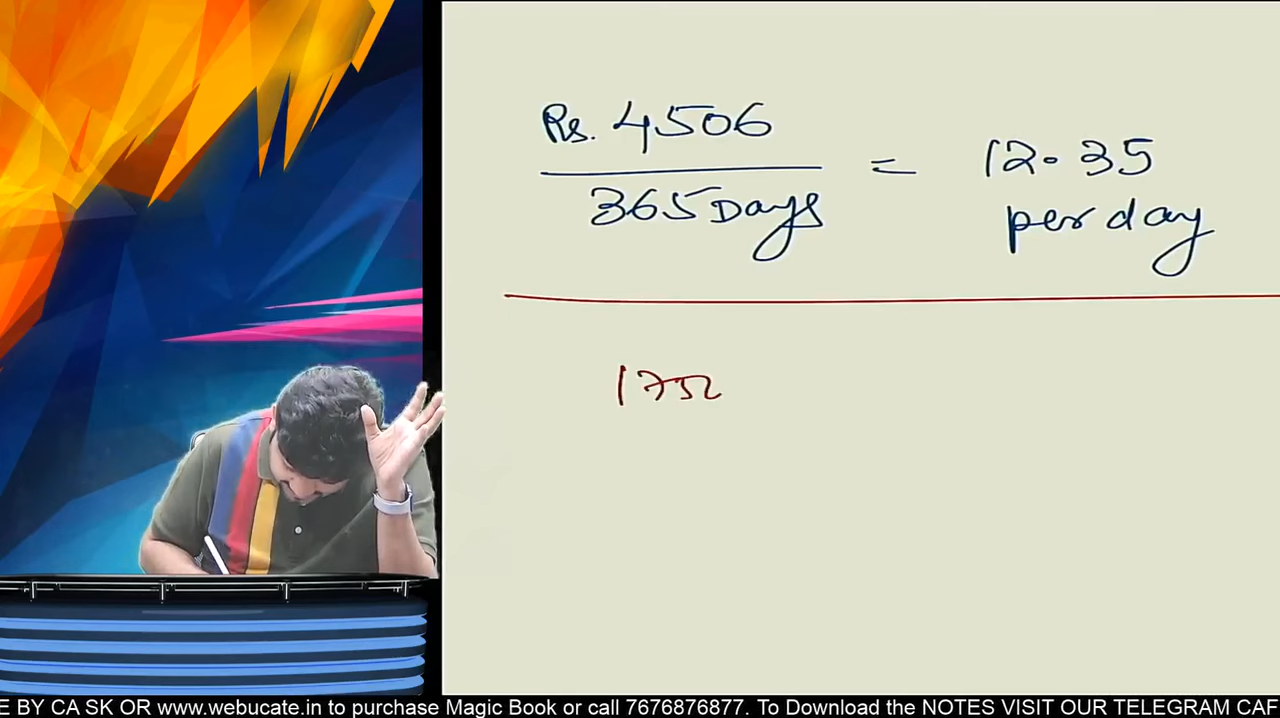 Rs. 4506
365 Days
= 12.35
per day
175
E BY CA SK OR www.webucate.in to purchase Magic Book or call 7676876877. To Download the NOTES VISIT OUR TELEGRAM CAF